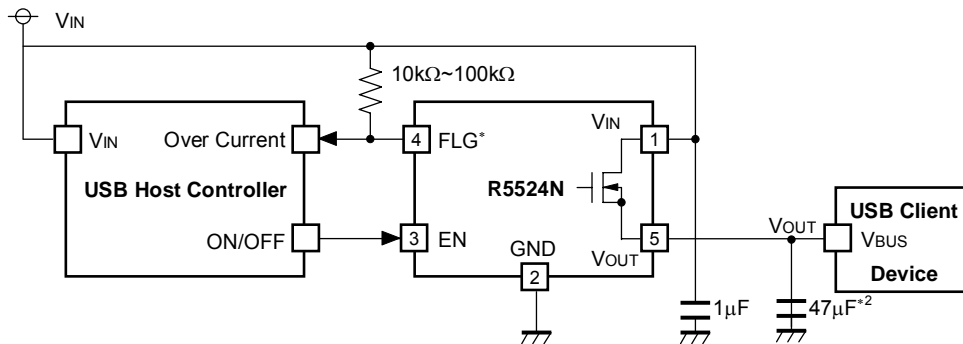 VIN
10kΩ~100kΩ
VIN
Over Current
4
FLG*
VIN
1
USB Host Controller
R5524N
ON/OFF
3
EN
GND
2
VOUT
5
VOUT
USB Client
VBUS
Device
1μF
47μF*2